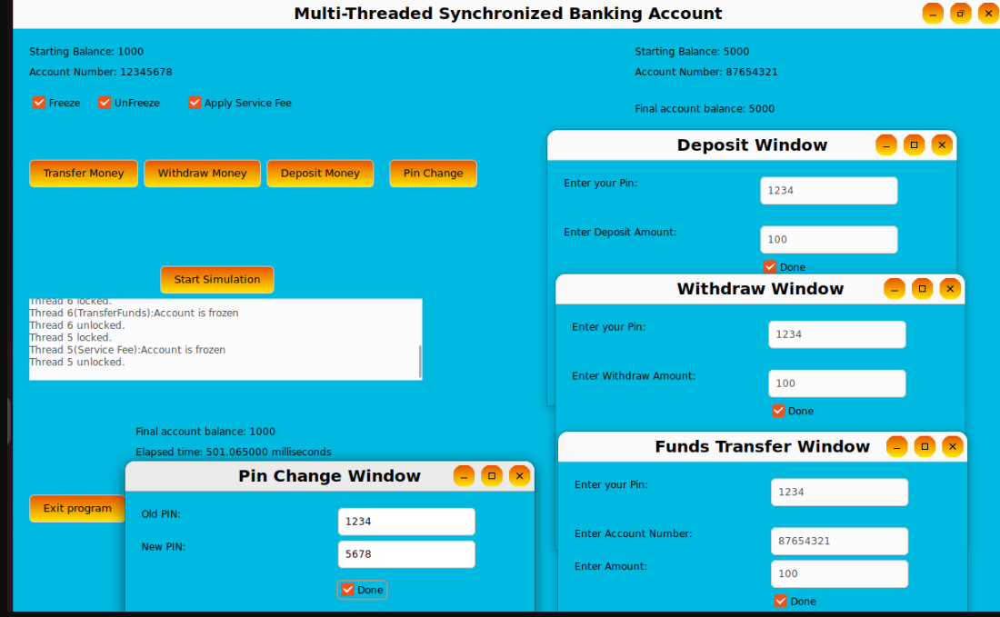 Multi-Threaded Synchronized Banking Account
Starting Balance: 1000
Account Number: 12345678
Freeze UnFreeze Apply Service Fee
Transfer Money Withdraw Money Deposit Money Pin Change
Start Simulation
Thread 6 locked.
Thread 6(TransferFunds):Account is frozen
Thread 6 unlocked.
Thread 5 locked.
Thread 5(Service Fee):Account is frozen
Thread 5 unlocked.
Final account balance: 1000
Elapsed time: 501.065000 milliseconds
Exit program
Pin Change Window
Old PIN: 1234
New PIN: 5678
Done
Starting Balance: 5000
Account Number: 87654321
Final account balance: 5000
Deposit Window
Enter your Pin: 1234
Enter Deposit Amount: 100
Done
Withdraw Window
Enter your Pin: 1234
Enter Withdraw Amount: 100
Done
Funds Transfer Window
Enter your Pin: 1234
Enter Account Number: 87654321
Enter Amount: 100
Done